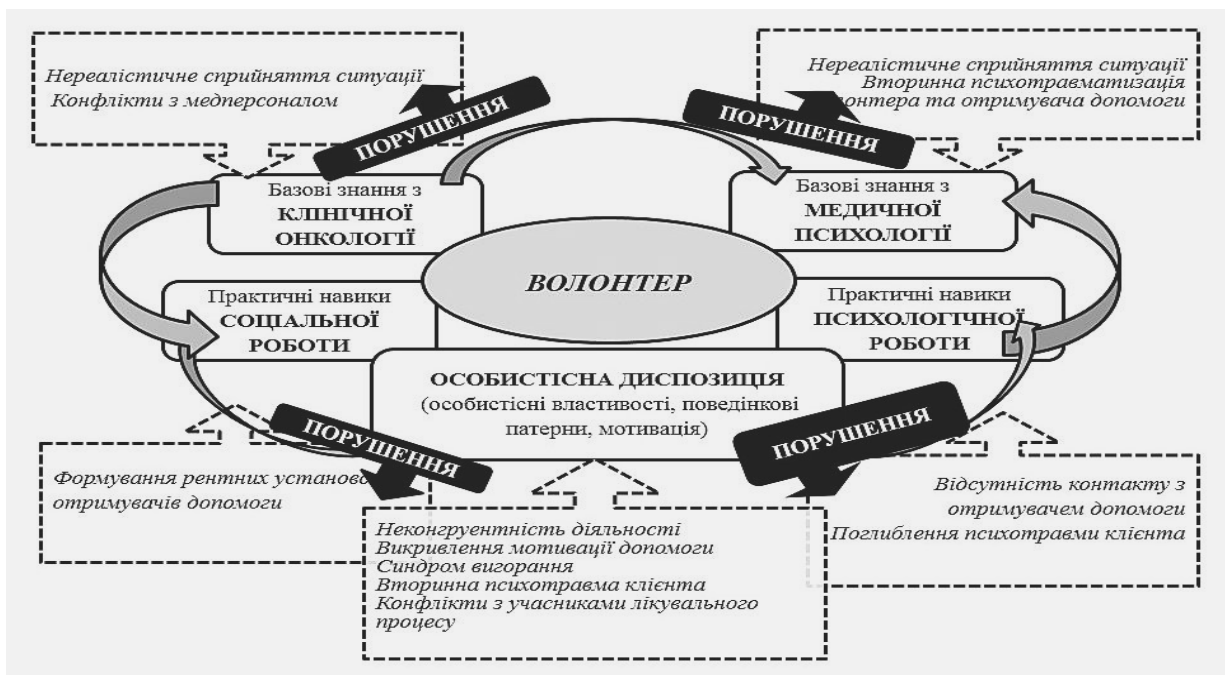 Нереалістичне сприйняття ситуації
Конфлікти з медперсоналом
ПОРУШЕННЯ
Нереалістичне сприйняття ситуації
Вторинна психотравматизація
онтера та отримувача допомоги
ПОРУШЕННЯ
Базові знання з
КЛІНІЧНОЇ
ОНКОЛОГІЇ
Базові знання з
МЕДИЧНОЇ
ПСИХОЛОГІЇ
ВОЛОНТЕР
Практичні навики
СОЦІАЛЬНОЇ
РОБОТИ
Практичні навики
ПСИХОЛОГІЧНОЇ
РОБОТИ
ОСОБИСТІСНА ДИСПОЗИЦІЯ
(особистісні властивості, поведінкові
патерни, мотивація)
ПОРУШЕННЯ
ПОРУШЕННЯ
Формування рентних установо
отримувачів допомоги
Неконгруентність діяльності
Викривлення мотивації допомоги
Синдром вигорання
Вторинна психотравма клієнта
Конфлікти з учасниками лікувального
процесу
Відсутність контакту з
отримувачем допомоги
Поглиблення психотравми клієнта